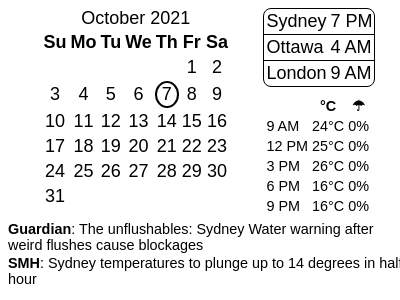 October 2021
Su Mo Tu We Th Fr Sa
1 2
3 4 5 6 7 8 9
10 11 12 13 14 15 16
17 18 19 20 21 22 23
24 25 26 27 28 29 30
31
Sydney 7 PM
Ottawa 4 AM
London 9 AM
°C ☂
9 AM 24°C 0%
12 PM 25°C 0%
3 PM 26°C 0%
6 PM 16°C 0%
9 PM 16°C 0%
Guardian: The unflushables: Sydney Water warning after
weird flushes cause blockages
SMH: Sydney temperatures to plunge up to 14 degrees in half
hour